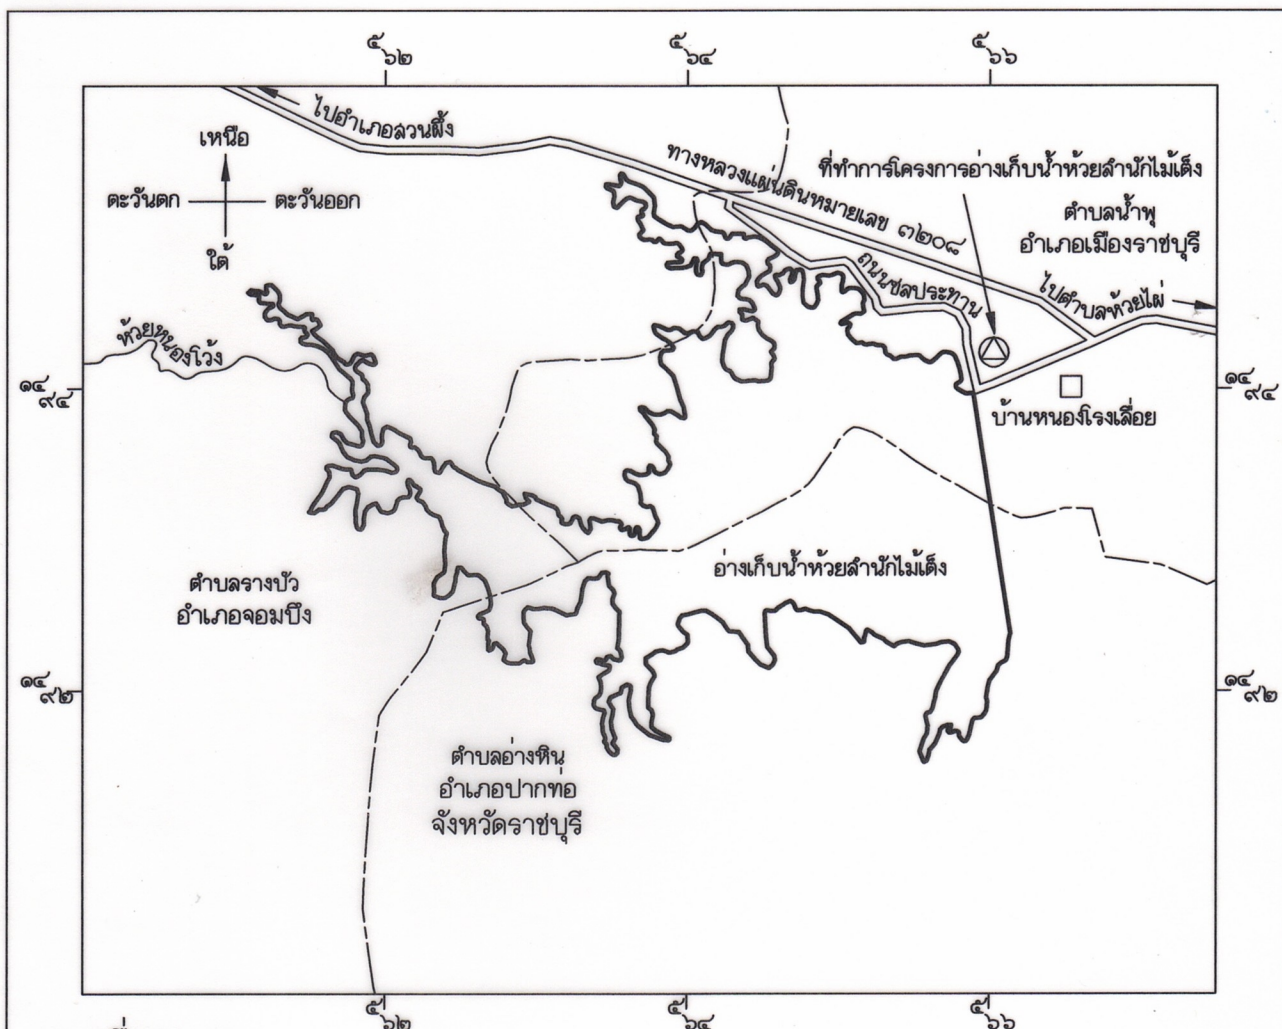 ๕๖๒
๕๖๔
๕๖๖
ไปอำเภอสวนผึ้ง
เหนือ
ตะวันตก
ตะวันออก
ใต้
ทางหลวงแผ่นดินหมายเลข ๓๒๐๘
ที่ทำการโครงการอ่างเก็บน้ำห้วยสำนักไม้เต็ง
ตำบลน้ำพุ
อำเภอเมืองราชบุรี
ถนนชลประทาน
ไปตำบลห้วยไผ่
ห้วยหนองโว้ง
๑๔๙๔
๑๔๙๔
บ้านหนองโรงเลื่อย
อ่างเก็บน้ำห้วยสำนักไม้เต็ง
ตำบลรางบัว
อำเภอจอมบึง
๑๔๙๒
๑๔๙๒
ตำบลอ่างหิน
อำเภอปากท่อ
จังหวัดราชบุรี
๕๖๒
๕๖๔
๕๖๖